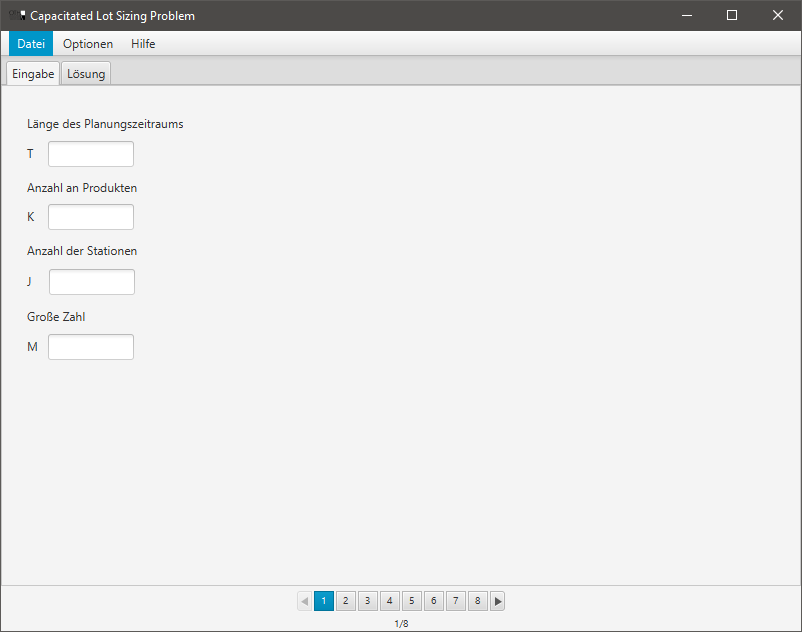 Capacitated Lot Sizing Problem
Datei Optionen Hilfe
Eingabe Lösung
Länge des Planungszeitraums
T
Anzahl an Produkten
K
Anzahl der Stationen
J
Große Zahl
M
1 2 3 4 5 6 7 8
1/8